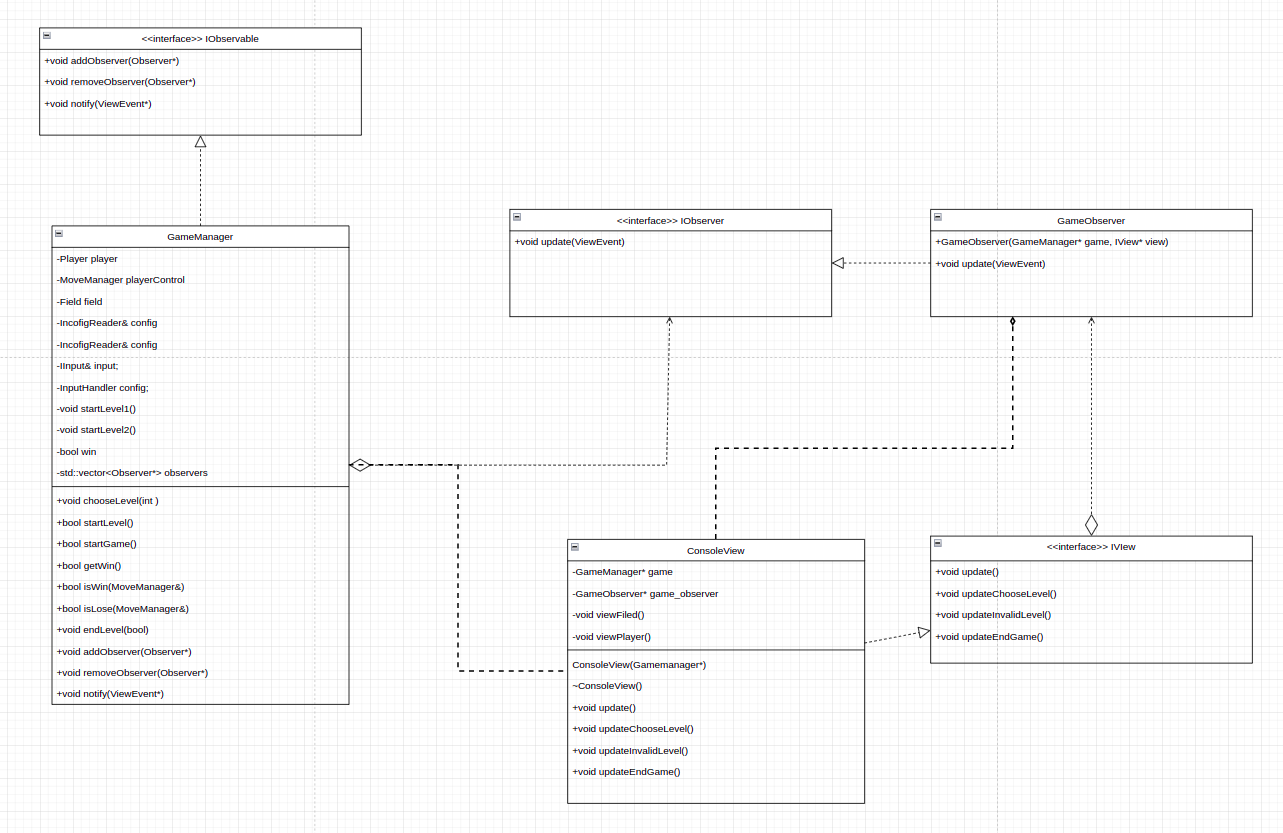 <<interface>> IObservable
+void addObserver(Observer*)
+void removeObserver(Observer*)
+void notify(ViewEvent*)
GameManager
-Player player
-MoveManager playerControl
-Field field
-IncofigReader& config
-IncofigReader& config
-IInput& input;
-InputHandler config;
-void startLevel1()
-void startLevel2()
-bool win
-std::vector<Observer*> observers
+void chooseLevel(int )
+bool startLevel()
+bool startGame()
+bool getWin()
+bool isWin(MoveManager&)
+bool isLose(MoveManager&)
+void endLevel(bool)
+void addObserver(Observer*)
+void removeObserver(Observer*)
+void notify(ViewEvent*)
<<interface>> IObserver
+void update(ViewEvent)
GameObserver
+GameObserver(GameManager* game, IView* view)
+void update(ViewEvent)
ConsoleView
-GameManager* game
-GameObserver* game_observer
-void viewFiled()
-void viewPlayer()
ConsoleView(Gamemanager*)
~ConsoleView()
+void update()
+void updateChooseLevel()
+void updateInvalidLevel()
+void updateEndGame()
<<interface>> IVIew
+void update()
+void updateChooseLevel()
+void updateInvalidLevel()
+void updateEndGame()